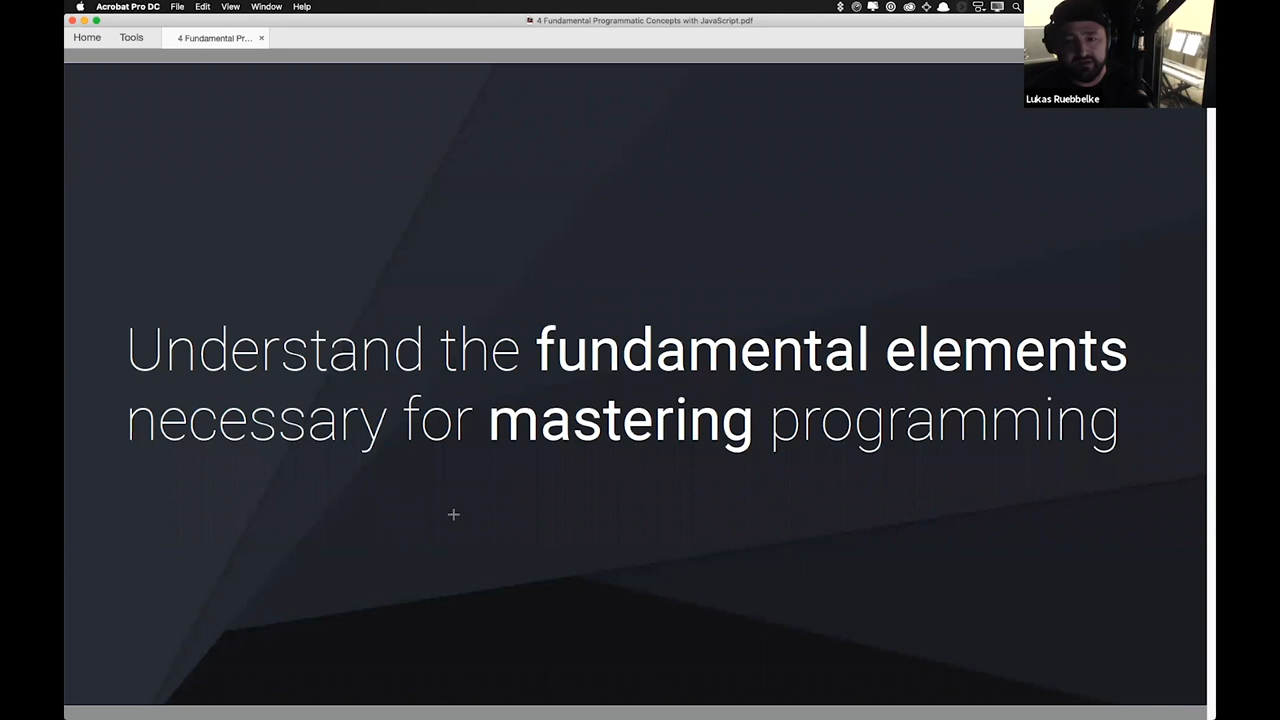 Acrobat Pro DC File Edit View Window Help
4 Fundamental Programmatic Concepts with JavaScript.pdf
Home Tools 4 Fundamental Pr... ×
Lukas Ruebbelke
Understand the fundamental elements
necessary for mastering programming